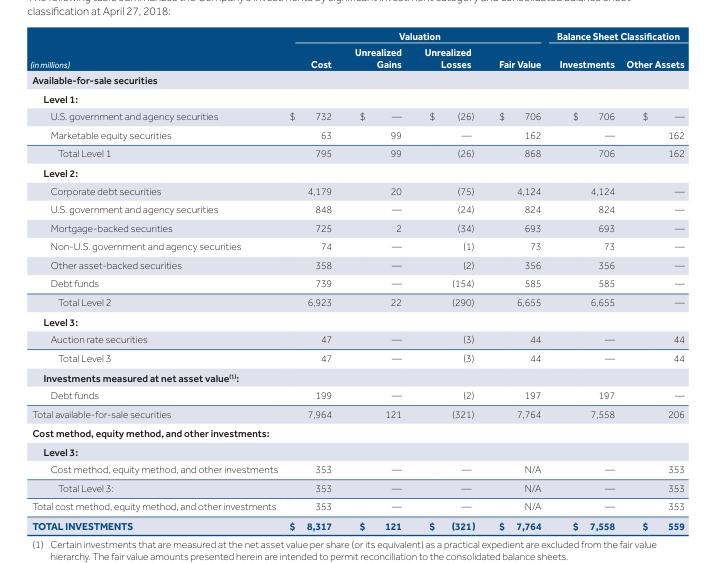 classification at April 27, 2018:
Valuation Balance Sheet Classification
Unrealized Unrealized
(in millions) Cost Gains Losses Fair Value Investments Other Assets
Available-for-sale securities
Level 1:
U.S. government and agency securities $ 732 $ — $ (26) $ 706 $ 706 $ —
Marketable equity securities 63 99 — 162 — 162
Total Level 1 795 99 (26) 868 706 162
Level 2:
Corporate debt securities 4,179 20 (75) 4,124 4,124 —
U.S. government and agency securities 848 — (24) 824 824 —
Mortgage-backed securities 725 2 (34) 693 693 —
Non-U.S. government and agency securities 74 — (1) 73 73 —
Other asset-backed securities 358 — (2) 356 356 —
Debt funds 739 — (154) 585 585 —
Total Level 2 6,923 22 (290) 6,655 6,655 —
Level 3:
Auction rate securities 47 — (3) 44 — 44
Total Level 3 47 — (3) 44 — 44
Investments measured at net asset value(1):
Debt funds 199 — (2) 197 197 —
Total available-for-sale securities 7,964 121 (321) 7,764 7,558 206
Cost method, equity method, and other investments:
Level 3:
Cost method, equity method, and other investments 353 — — N/A — 353
Total Level 3: 353 — — N/A — 353
Total cost method, equity method, and other investments 353 — — N/A — 353
TOTAL INVESTMENTS $ 8,317 $ 121 $ (321) $ 7,764 $ 7,558 $ 559
(1) Certain investments that are measured at the net asset value per share (or its equivalent) as a practical expedient are excluded from the fair value
hierarchy. The fair value amounts presented herein are intended to permit reconciliation to the consolidated balance sheets.